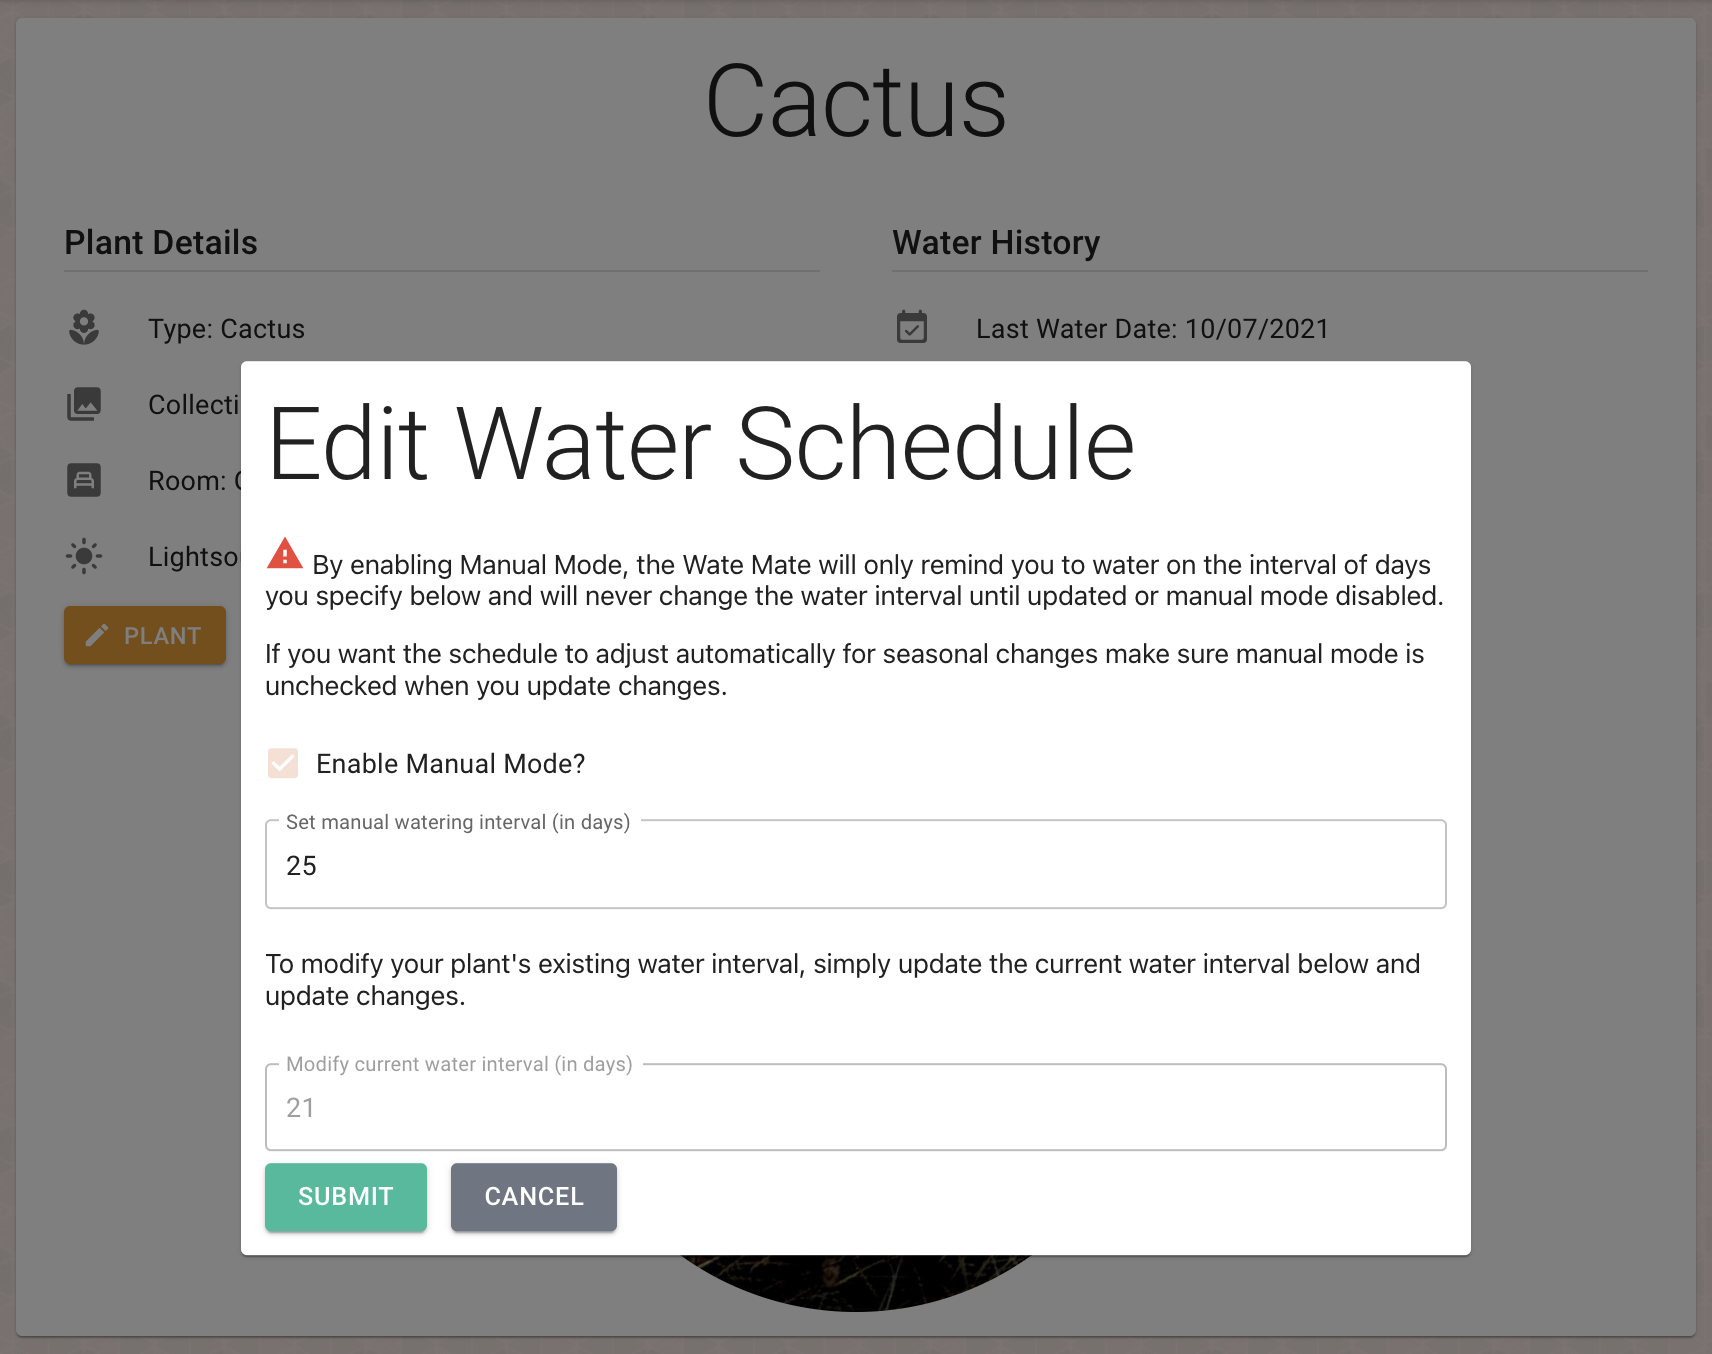 Cactus
Plant Details
Water History
Type: Cactus
Last Water Date: 10/07/2021
Collecti
Room:
Lightso
PLANT
Edit Water Schedule
By enabling Manual Mode, the Wate Mate will only remind you to water on the interval of days
you specify below and will never change the water interval until updated or manual mode disabled.
If you want the schedule to adjust automatically for seasonal changes make sure manual mode is
unchecked when you update changes.
Enable Manual Mode?
Set manual watering interval (in days)
25
To modify your plant's existing water interval, simply update the current water interval below and
update changes.
Modify current water interval (in days)
21
SUBMIT
CANCEL